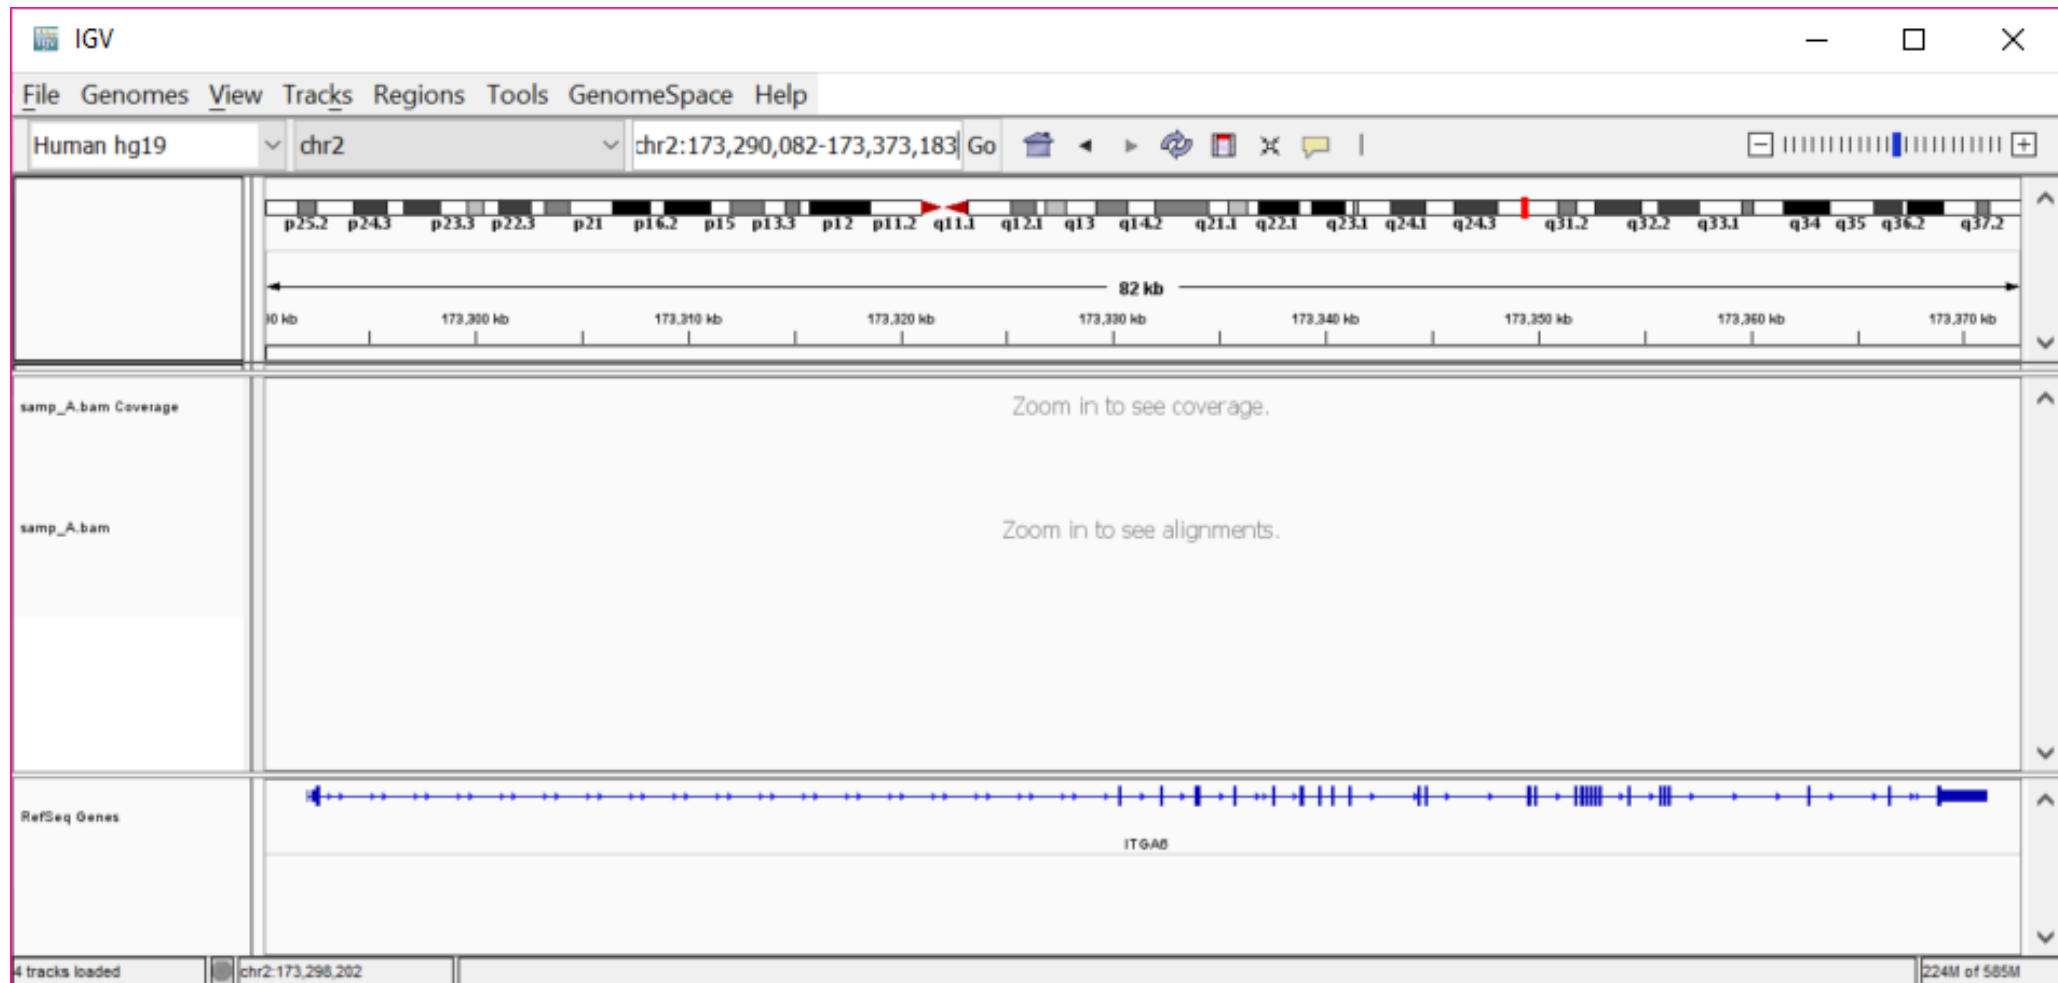 IGV
File Genomes View Tracks Regions Tools GenomeSpace Help
Human hg19 chr2 chr2:173,290,082-173,373,183 Go
p25.2 p24.3 p23.3 p22.3 p21 p16.2 p15 p13.3 p12 p11.2 q11.1 q12.1 q13 q14.2 q21.1 q22.1 q23.1 q24.1 q24.3 q31.2 q32.2 q33.1 q34 q35 q36.2 q37.2
82 kb
90 kb 173,300 kb 173,310 kb 173,320 kb 173,330 kb 173,340 kb 173,350 kb 173,360 kb 173,370 kb
samp_A.bam Coverage Zoom in to see coverage.
samp_A.bam Zoom in to see alignments.
RefSeq Genes
ITGA6
4 tracks loaded chr2:173,298,202 224M of 585M